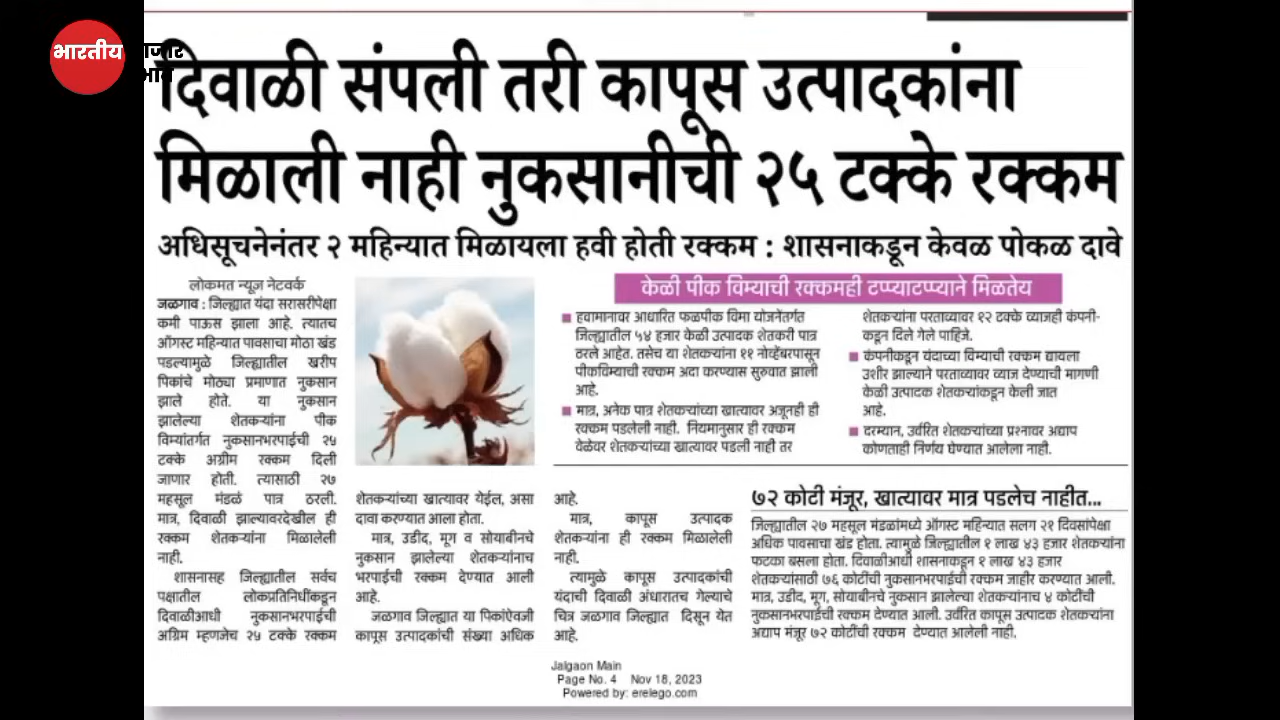 भारतीय
बाजार
भाव
दिवाळी संपली तरी कापूस उत्पादकांना
मिळाली नाही नुकसानीची २५ टक्के रक्कम
अधिसूचनेनंतर २ महिन्यात मिळायला हवी होती रक्कम : शासनाकडून केवळ पोकळ दावे
लोकमत न्यूज नेटवर्क
जळगाव : जिल्ह्यात यंदा सरासरीपेक्षा
कमी पाऊस झाला आहे. त्यातच
ऑगस्ट महिन्यात पावसाचा मोठा खंड
पडल्यामुळे जिल्ह्यातील खरीप
पिकांचे मोठ्या प्रमाणात नुकसान
झाले होते. या नुकसान
झालेल्या शेतकऱ्यांना पीक
विम्यांतर्गत नुकसानभरपाईची २५
टक्के अग्रीम रक्कम दिली
जाणार होती. त्यासाठी २७
महसूल मंडळं पात्र ठरली.
मात्र, दिवाळी झाल्यावरदेखील ही
रक्कम शेतकऱ्यांना मिळालेली
नाही.
शासनासह जिल्ह्यातील सर्वच
पक्षातील लोकप्रतिनिधींकडून
दिवाळीआधी नुकसानभरपाईची
अग्रिम म्हणजेच २५ टक्के रक्कम
शेतकऱ्यांच्या खात्यावर येईल, असा
दावा करण्यात आला होता.
मात्र, उडीद, मूग व सोयाबीनचे
नुकसान झालेल्या शेतकऱ्यांनाच
भरपाईची रक्कम देण्यात आली
आहे.
जळगाव जिल्ह्यात या पिकांऐवजी
कापूस उत्पादकांची संख्या अधिक
आहे.
मात्र, कापूस उत्पादक
शेतकऱ्यांना ही रक्कम मिळालेली
नाही.
त्यामुळे कापूस उत्पादकांची
यंदाची दिवाळी अंधारातच गेल्याचे
चित्र जळगाव जिल्ह्यात दिसून येत
आहे.
केळी पीक विम्याची रक्कमही टप्प्याटप्प्याने मिळतेय
हवामानावर आधारित फळपीक विमा योजनेंतर्गत
जिल्ह्यातील ५४ हजार केळी उत्पादक शेतकरी पात्र
ठरले आहेत. तसेच या शेतकऱ्यांना ११ नोव्हेंबरपासून
पीकविम्याची रक्कम अदा करण्यास सुरुवात झाली
आहे.
मात्र, अनेक पात्र शेतकऱ्यांच्या खात्यावर अजूनही ही
रक्कम पडलेली नाही. नियमानुसार ही रक्कम
वेळेवर शेतकऱ्यांच्या खात्यावर पडली नाही तर
शेतकऱ्यांना परताव्यावर १२ टक्के व्याजही कंपनी-
कडून दिले गेले पाहिजे.
कंपनीकडून यंदाच्या विम्याची रक्कम द्यायला
उशीर झाल्याने परताव्यावर व्याज देण्याची मागणी
केळी उत्पादक शेतकऱ्यांकडून केली जात
आहे.
दरम्यान, उर्वरित शेतकऱ्यांच्या प्रश्नावर अद्याप
कोणताही निर्णय घेण्यात आलेला नाही.
७२ कोटी मंजूर, खात्यावर मात्र पडलेच नाहीत...
जिल्ह्यातील २७ महसूल मंडळांमध्ये ऑगस्ट महिन्यात सलग २१ दिवसांपेक्षा
अधिक पावसाचा खंड होता. त्यामुळे जिल्ह्यातील १ लाख ४३ हजार शेतकऱ्यांना
फटका बसला होता. दिवाळीआधी शासनाकडून १ लाख ४३ हजार
शेतकऱ्यांसाठी ७६ कोटींची नुकसानभरपाईची रक्कम जाहीर करण्यात आली.
मात्र, उडीद, मूग, सोयाबीनचे नुकसान झालेल्या शेतकऱ्यांनाच ४ कोटींची
नुकसानभरपाईची रक्कम देण्यात आली. उर्वरित कापूस उत्पादक शेतकऱ्यांना
अद्याप मंजूर ७२ कोटींची रक्कम देण्यात आलेली नाही.
Jalgaon Main
Page No. 4 Nov 18, 2023
Powered by: erelego.com